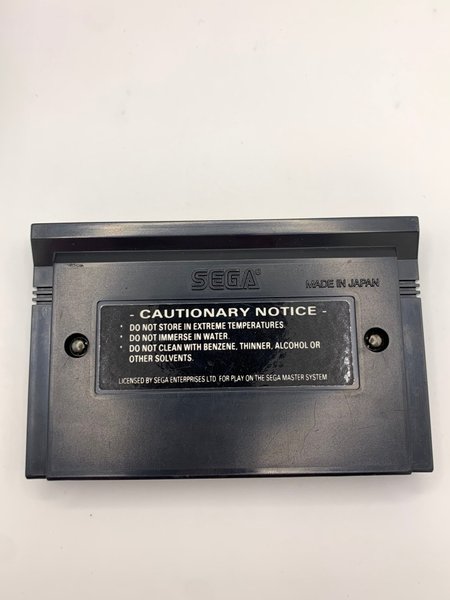 SEGA®
MADE IN JAPAN
- CAUTIONARY NOTICE -
· DO NOT STORE IN EXTREME TEMPERATURES.
· DO NOT IMMERSE IN WATER.
· DO NOT CLEAN WITH BENZENE, THINNER, ALCOHOL OR
OTHER SOLVENTS.
LICENSED BY SEGA ENTERPRISES LTD. FOR PLAY ON THE SEGA MASTER SYSTEM